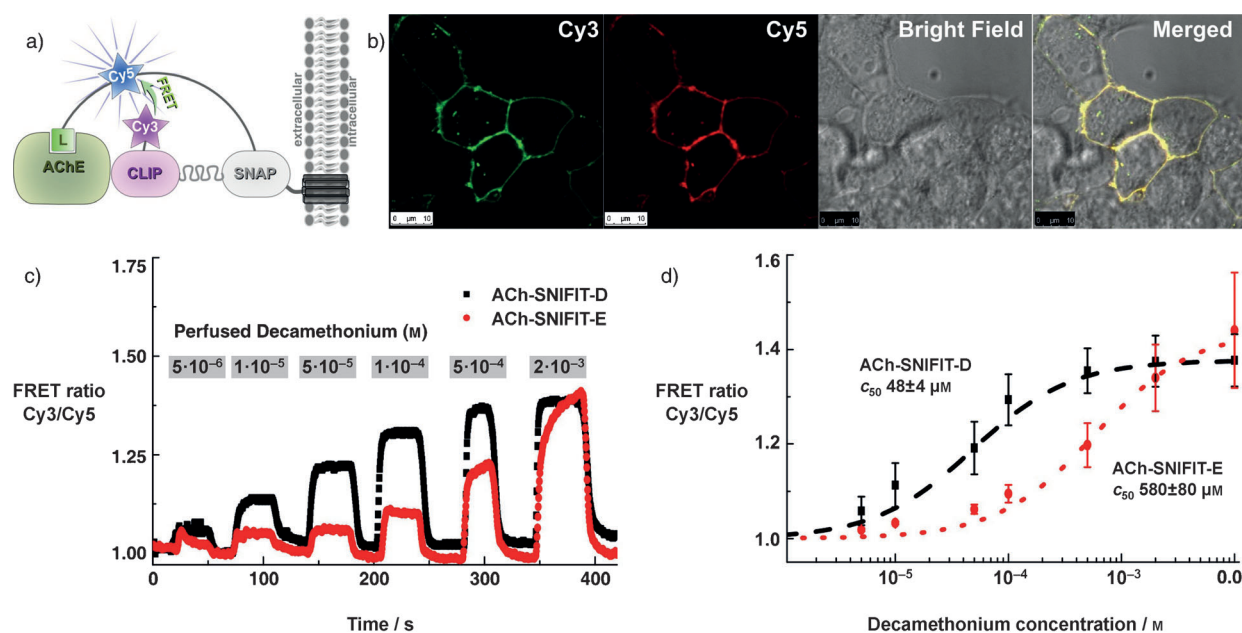 a)
Cy5
FRET
Cy3
L
AChE
CLIP
SNAP
extracellular
intracellular
b)
Cy3
Cy5
Bright Field
Merged
0 µm 10
0 µm 10
0 µm 10
0 µm 10
c)
1.75
1.50
1.25
1.00
FRET ratio
Cy3/Cy5
ACh-SNIFIT-D
ACh-SNIFIT-E
Perfused Decamethonium (M)
5·10⁻⁶ 1·10⁻⁵ 5·10⁻⁵ 1·10⁻⁴ 5·10⁻⁴ 2·10⁻³
0 100 200 300 400
Time / s
d)
1.6
1.4
1.2
1.0
FRET ratio
Cy3/Cy5
ACh-SNIFIT-D
c₅₀ 48±4 µM
ACh-SNIFIT-E
c₅₀ 580±80 µM
10⁻⁵ 10⁻⁴ 10⁻³ 0.0
Decamethonium concentration / M